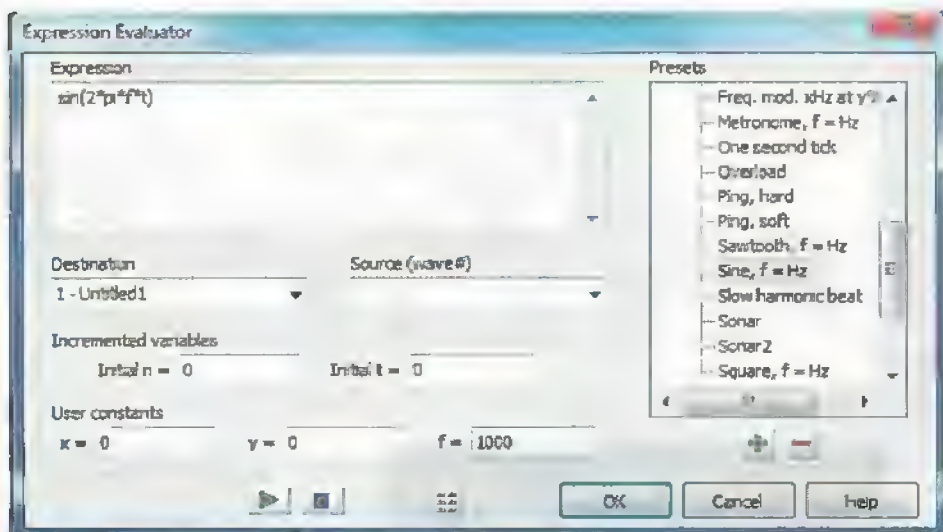 Expression Evaluator
Expression
sin(2*pi*f*t)
Destination
Source (wave #)
1 - Untitled1
Incremented variables
Initial n = 0
Initial t = 0
User constants
x = 0
y = 0
f = 1000
Presets
Freq. mod. xHz at y
Metronome, f = Hz
One second tick
Overload
Ping, hard
Ping, soft
Sawtooth, f = Hz
Sine, f = Hz
Slow harmonic beat
Sonar
Sonar2
Square, f = Hz
OK
Cancel
Help